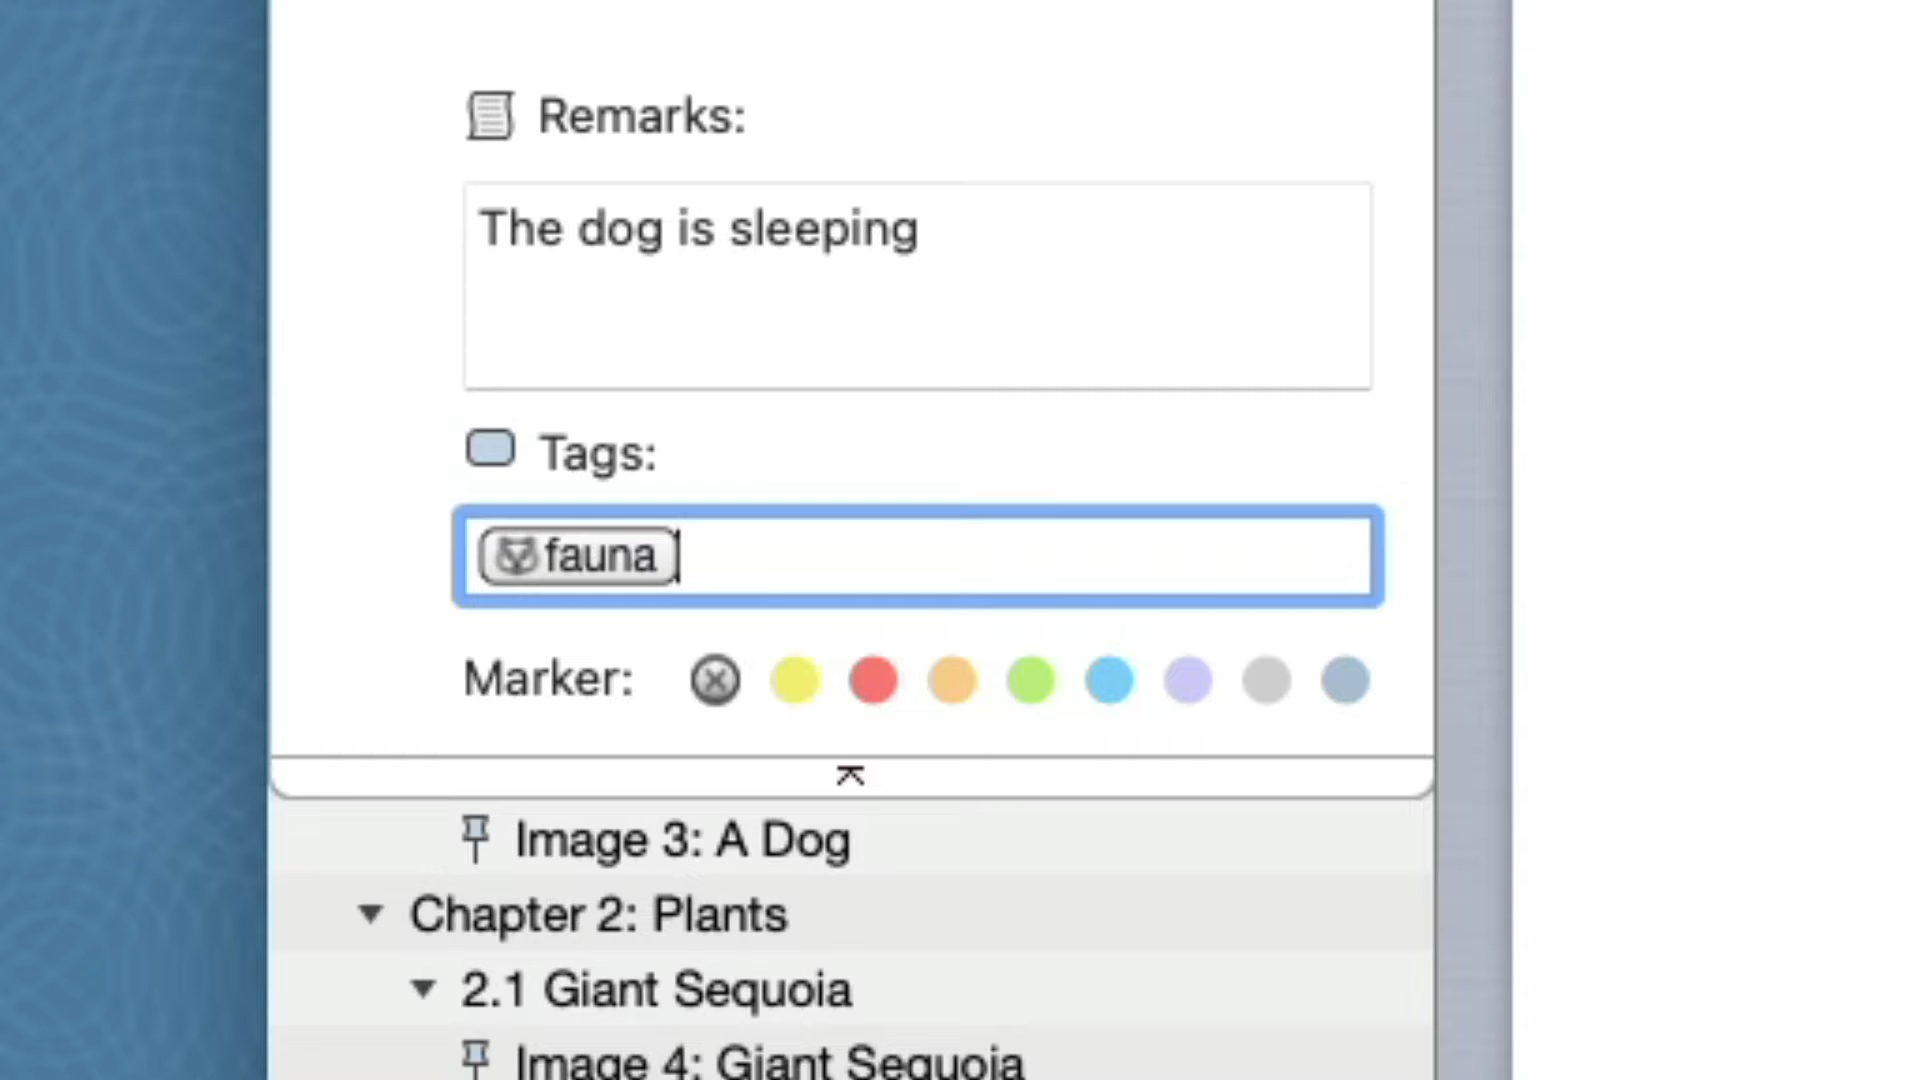 Remarks:
The dog is sleeping
Tags:
fauna
Marker:
Image 3: A Dog
Chapter 2: Plants
2.1 Giant Sequoia
Image 4: Giant Sequoia